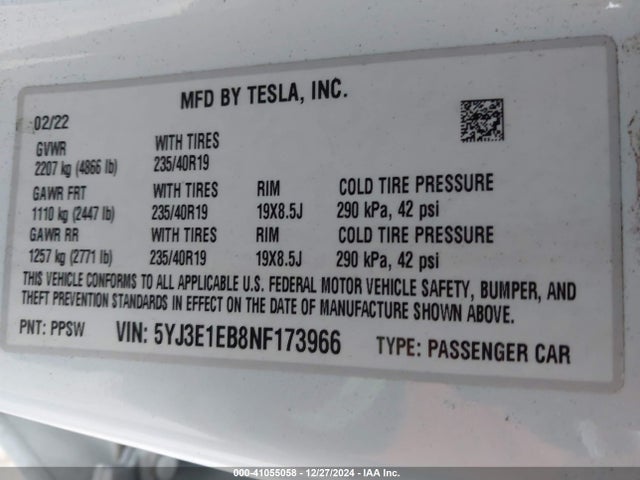 MFD BY TESLA, INC.
02/22
GVWR WITH TIRES
2207 kg (4866 lb) 235/40R19
GAWR FRT WITH TIRES RIM COLD TIRE PRESSURE
1110 kg (2447 lb) 235/40R19 19X8.5J 290 kPa, 42 psi
GAWR RR WITH TIRES RIM COLD TIRE PRESSURE
1257 kg (2771 lb) 235/40R19 19X8.5J 290 kPa, 42 psi
THIS VEHICLE CONFORMS TO ALL APPLICABLE U.S. FEDERAL MOTOR VEHICLE SAFETY, BUMPER, AND
THEFT PREVENTION STANDARDS IN EFFECT ON THE DATE OF MANUFACTURE SHOWN ABOVE.
PNT: PPSW VIN: 5YJ3E1EB8NF173966 TYPE: PASSENGER CAR
000-41055058 - 12/27/2024 - IAA Inc.